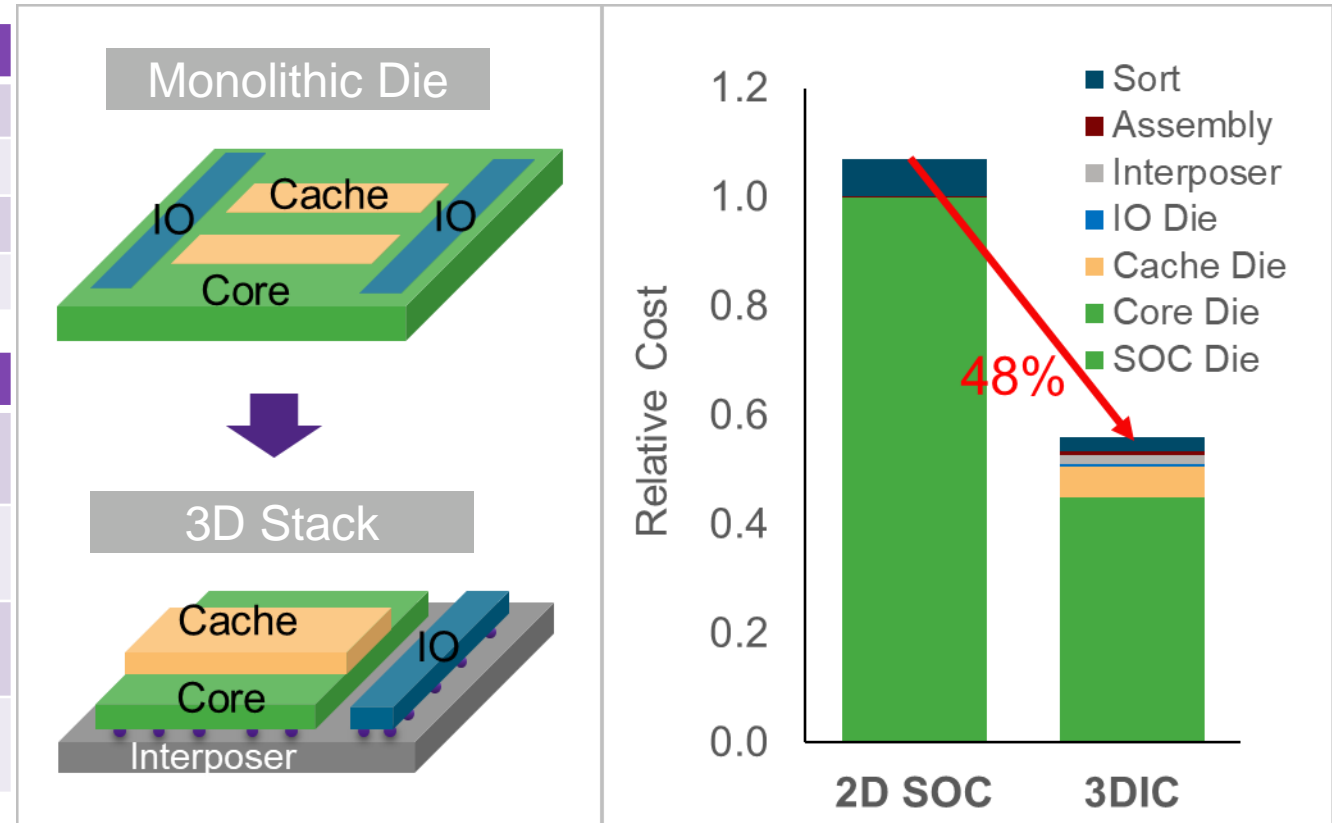 Monolithic Die
Cache
IO
IO
Core
3D Stack
Cache
IO
Core
Interposer
1.2
1.0
0.8
0.6
0.4
0.2
0.0
Relative Cost
Sort
Assembly
Interposer
IO Die
Cache Die
Core Die
SOC Die
48%
2D SOC
3DIC